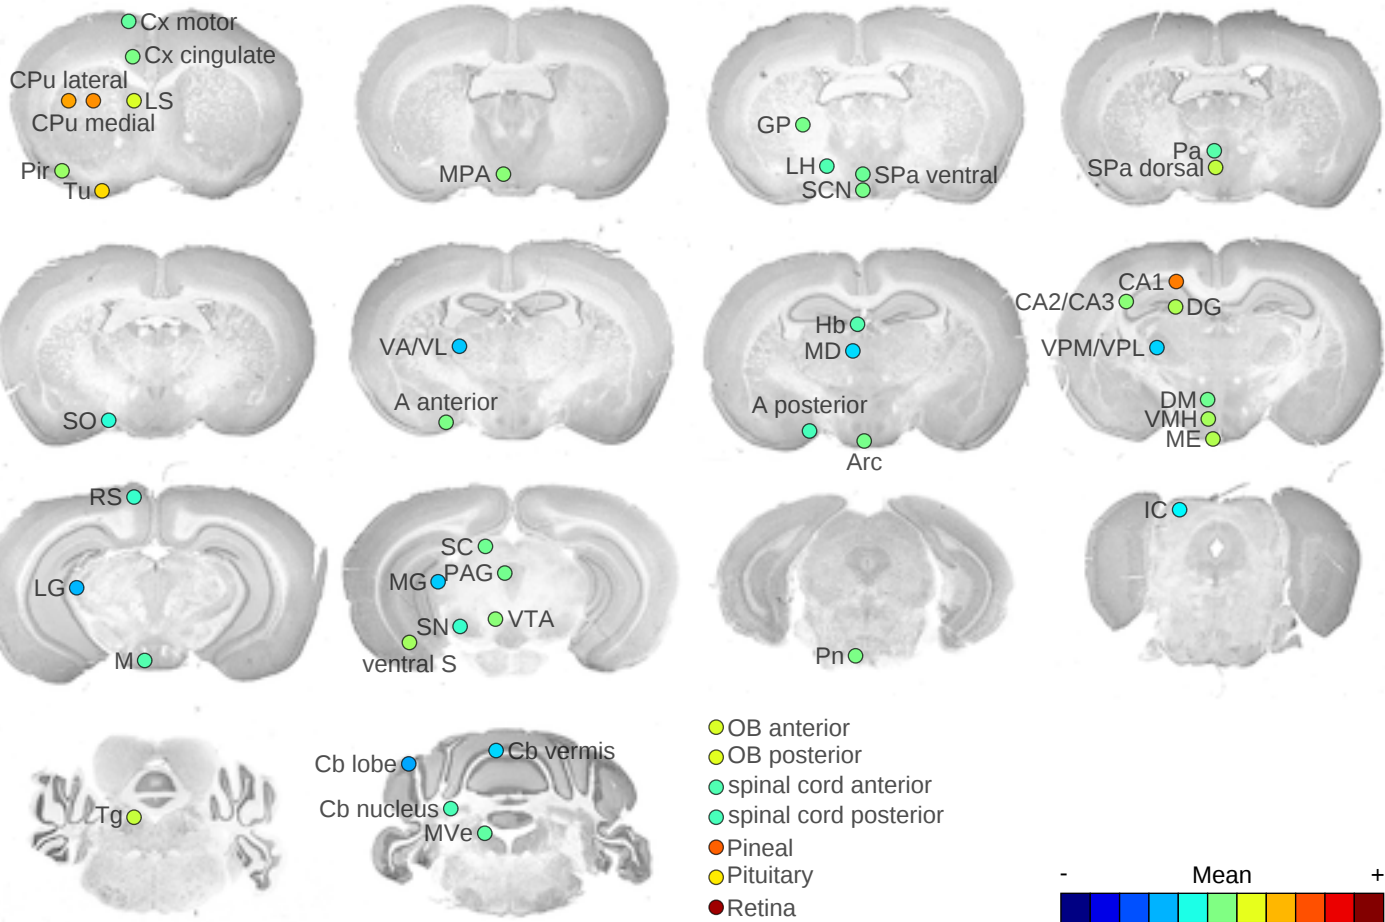 Cx motor
Cx cingulate
CPu lateral
LS
CPu medial
Pir
Tu
MPA
GP
LH
SPa ventral
SCN
Pa
SPa dorsal
SO
VA/VL
A anterior
Hb
MD
A posterior
Arc
CA1
CA2/CA3
DG
VPM/VPL
DM
VMH
ME
RS
LG
M
SC
MG
PAG
SN
VTA
ventral S
Pn
IC
Tg
Cb lobe
Cb vermis
Cb nucleus
MVe
OB anterior
OB posterior
spinal cord anterior
spinal cord posterior
Pineal
Pituitary
Retina
- Mean +